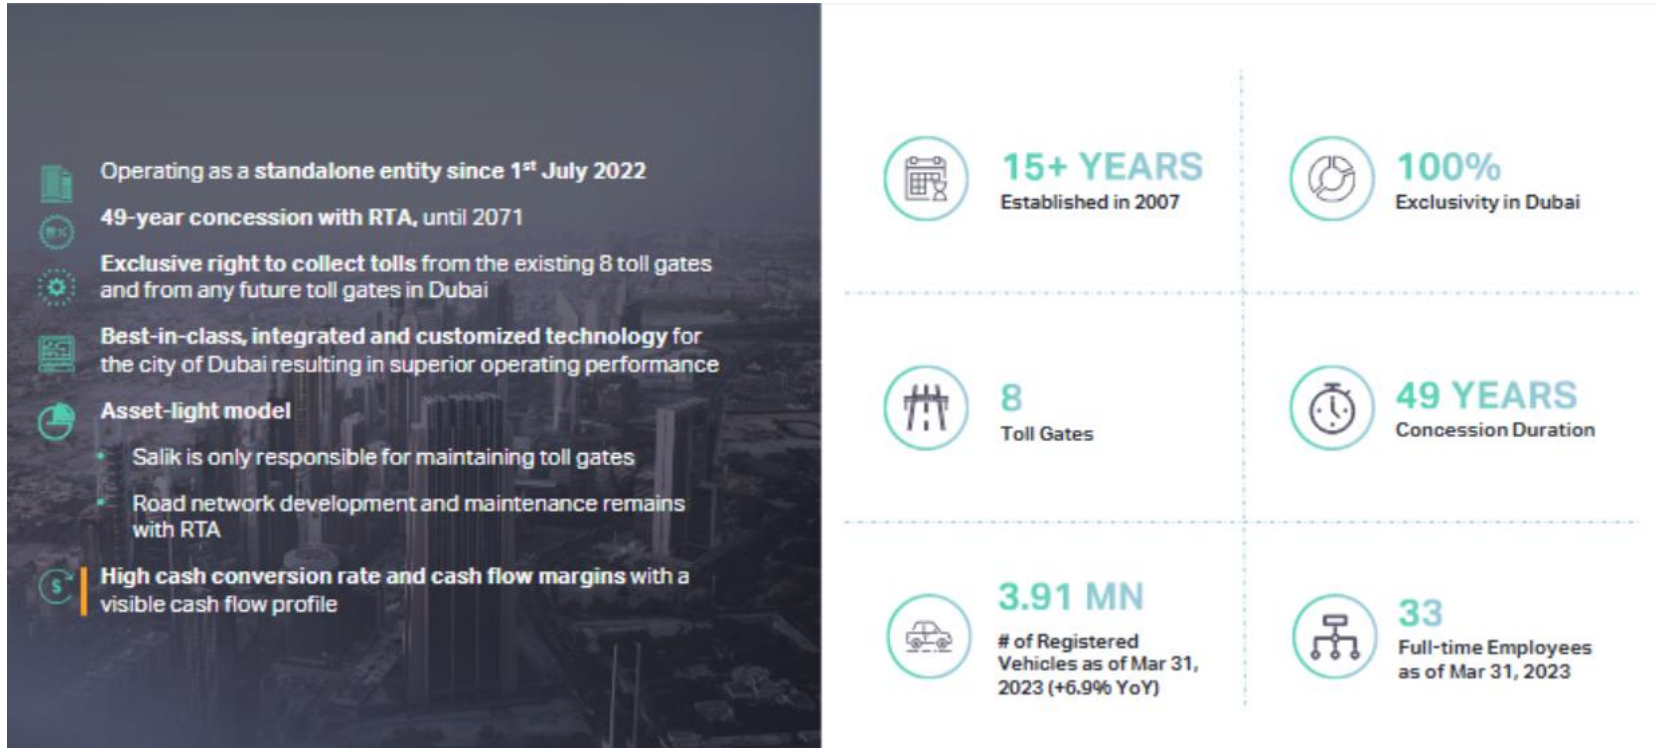 Operating as a standalone entity since 1st July 2022
49-year concession with RTA, until 2071
Exclusive right to collect tolls from the existing 8 toll gates
and from any future toll gates in Dubai
Best-in-class, integrated and customized technology for
the city of Dubai resulting in superior operating performance
Asset-light model
Salik is only responsible for maintaining toll gates
Road network development and maintenance remains
with RTA
High cash conversion rate and cash flow margins with a
visible cash flow profile
15+ YEARS
Established in 2007
100%
Exclusivity in Dubai
8
Toll Gates
49 YEARS
Concession Duration
3.91 MN
# of Registered
Vehicles as of Mar 31,
2023 (+6.9% YoY)
33
Full-time Employees
as of Mar 31, 2023